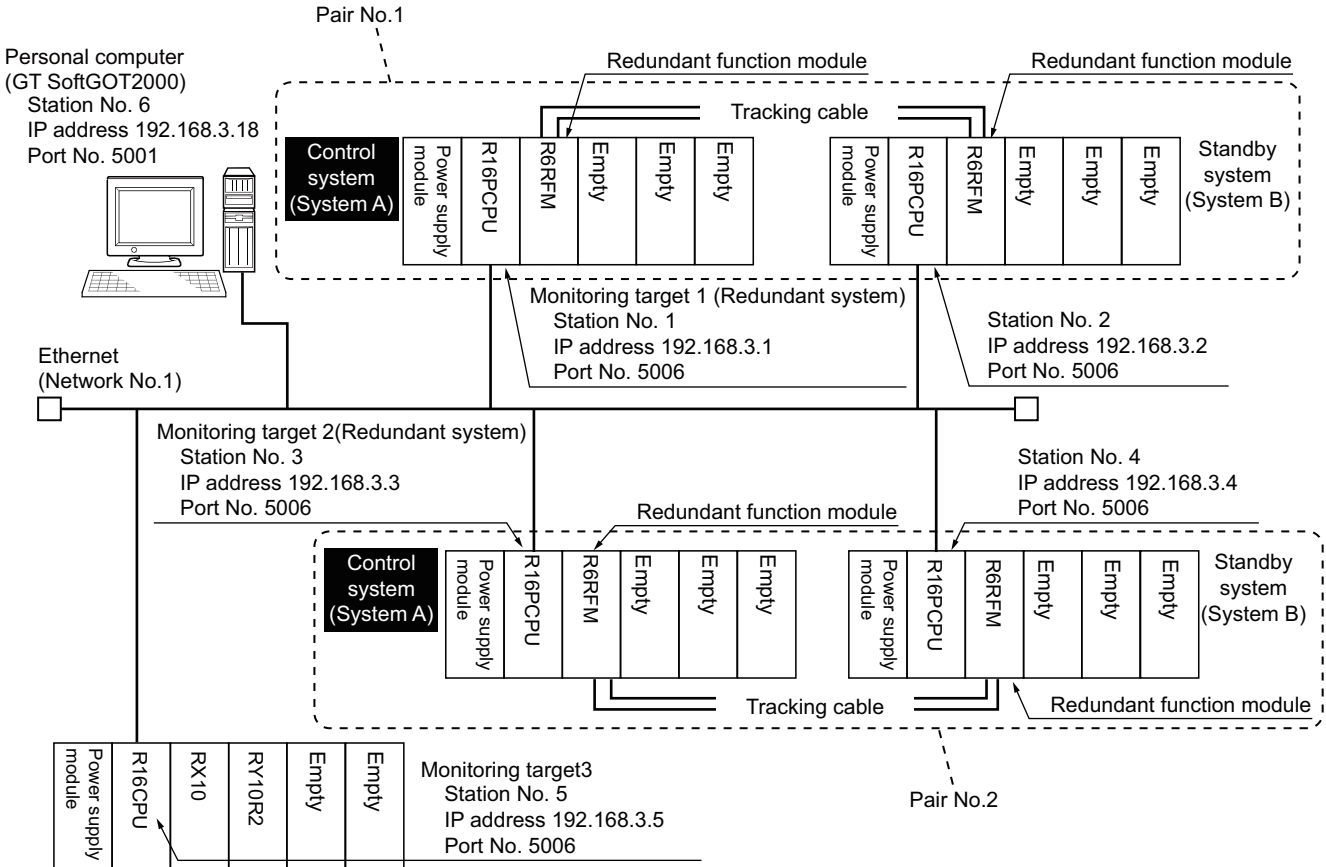 Pair No.1
Personal computer
(GT SoftGOT2000)
Station No. 6
IP address 192.168.3.18
Port No. 5001
Redundant function module
Redundant function module
Tracking cable
Control
system
(System A)
Power supply
module
R16PCPU
R6RFM
Empty
Empty
Empty
Power supply
module
R16PCPU
R6RFM
Empty
Empty
Empty
Standby
system
(System B)
Monitoring target 1 (Redundant system)
Station No. 1
IP address 192.168.3.1
Port No. 5006
Station No. 2
IP address 192.168.3.2
Port No. 5006
Ethernet
(Network No.1)
Monitoring target 2(Redundant system)
Station No. 3
IP address 192.168.3.3
Port No. 5006
Station No. 4
IP address 192.168.3.4
Port No. 5006
Redundant function module
Control
system
(System A)
Power supply
module
R16PCPU
R6RFM
Empty
Empty
Empty
Power supply
module
R16PCPU
R6RFM
Empty
Empty
Empty
Standby
system
(System B)
Tracking cable
Redundant function module
Pair No.2
Power supply
module
R16CPU
RX10
RY10R2
Empty
Empty
Monitoring target3
Station No. 5
IP address 192.168.3.5
Port No. 5006